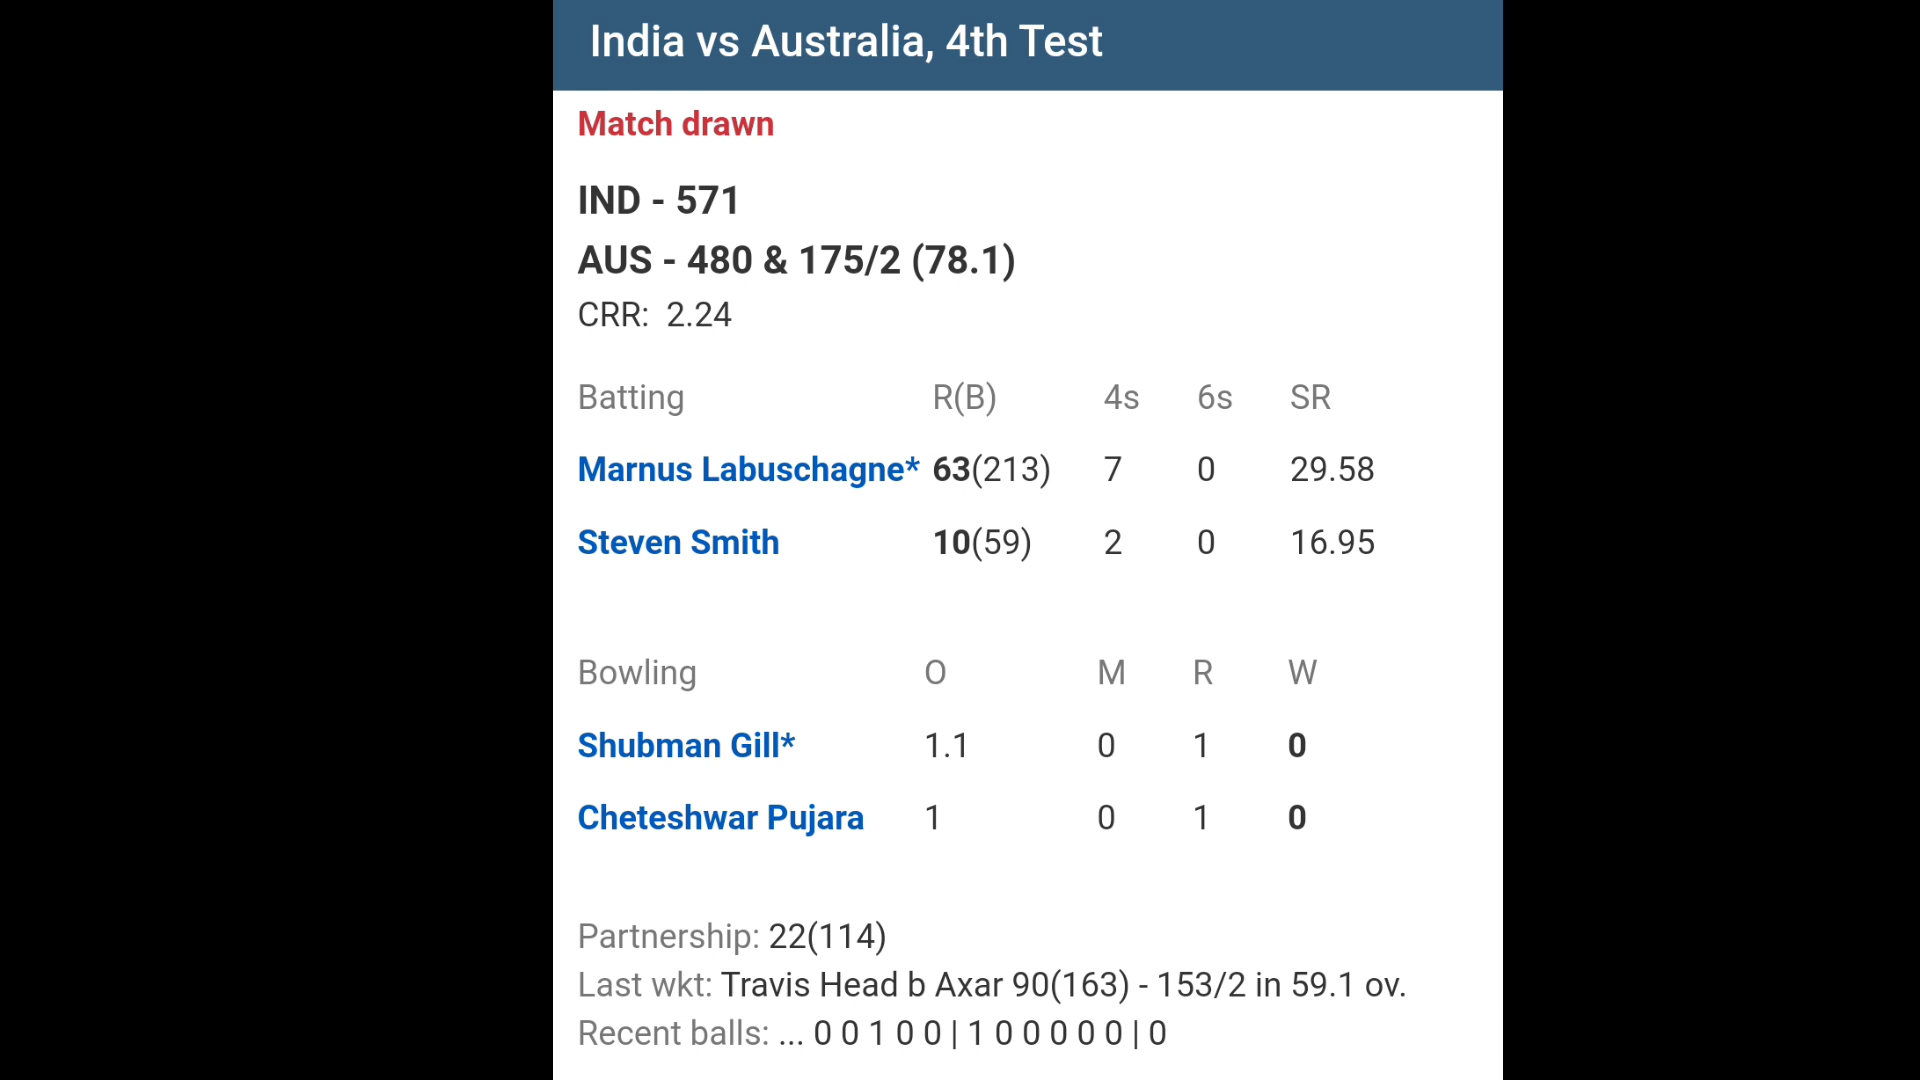 India vs Australia, 4th Test
Match drawn
IND - 571
AUS - 480 & 175/2 (78.1)
CRR: 2.24
Batting R(B) 4s 6s SR
Marnus Labuschagne* 63(213) 7 0 29.58
Steven Smith 10(59) 2 0 16.95
Bowling O M R W
Shubman Gill* 1.1 0 1 0
Cheteshwar Pujara 1 0 1 0
Partnership: 22(114)
Last wkt: Travis Head b Axar 90(163) - 153/2 in 59.1 ov.
Recent balls: ... 0 0 1 0 0 | 1 0 0 0 0 0 | 0